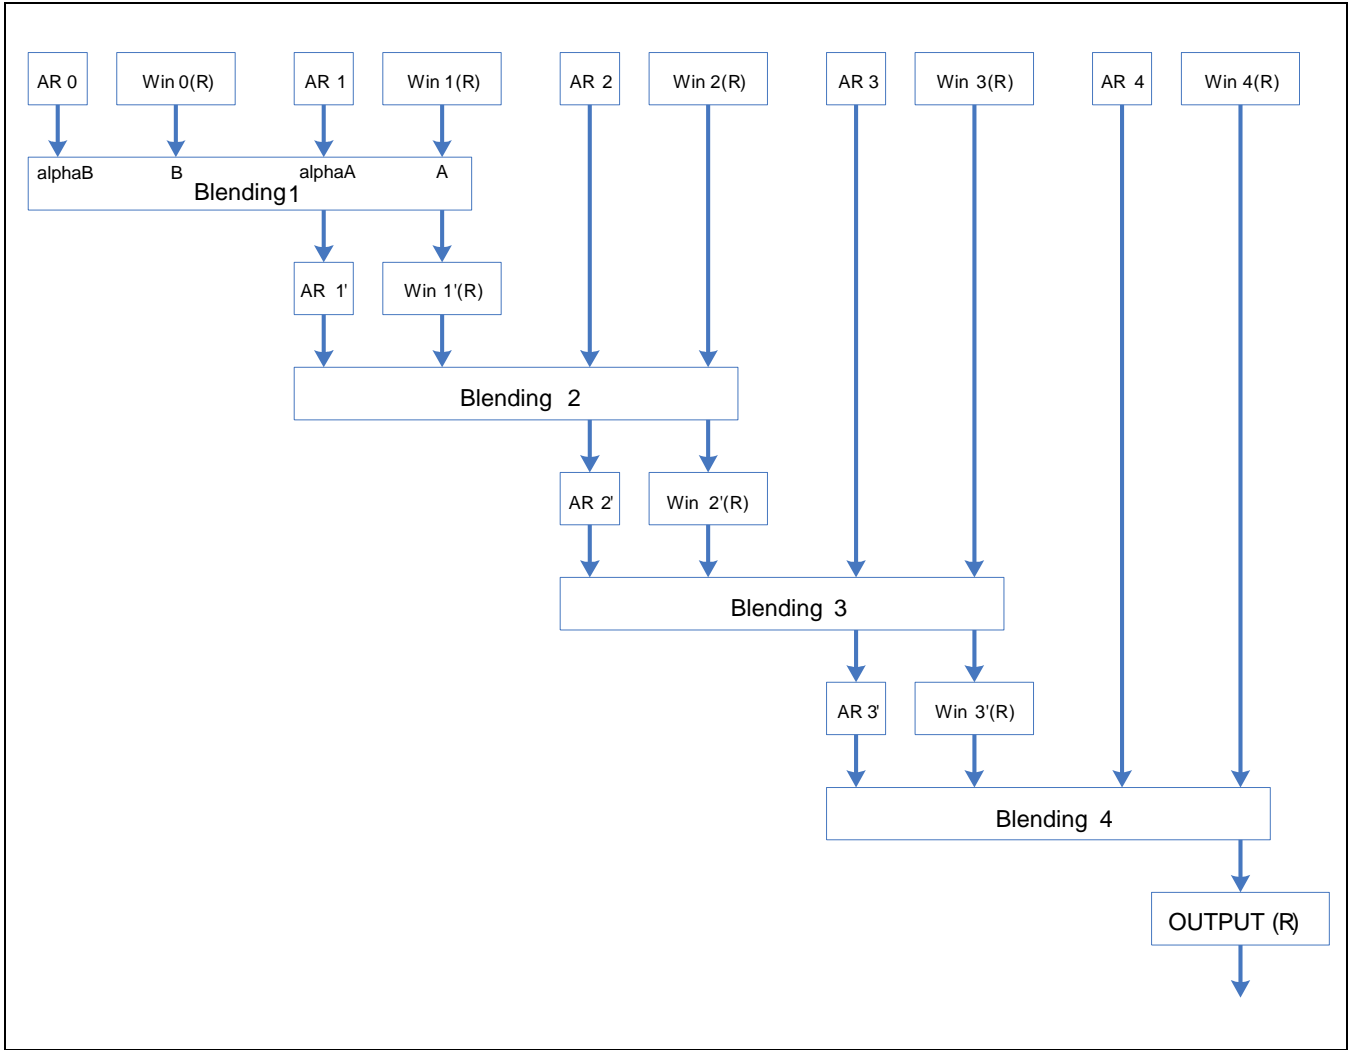 AR 0 Win 0(R) AR 1 Win 1(R) AR 2 Win 2(R) AR 3 Win 3(R) AR 4 Win 4(R)
alphaB B alphaA A
Blending1
AR 1' Win 1'(R)
Blending 2
AR 2' Win 2'(R)
Blending 3
AR 3' Win 3'(R)
Blending 4
OUTPUT (R)